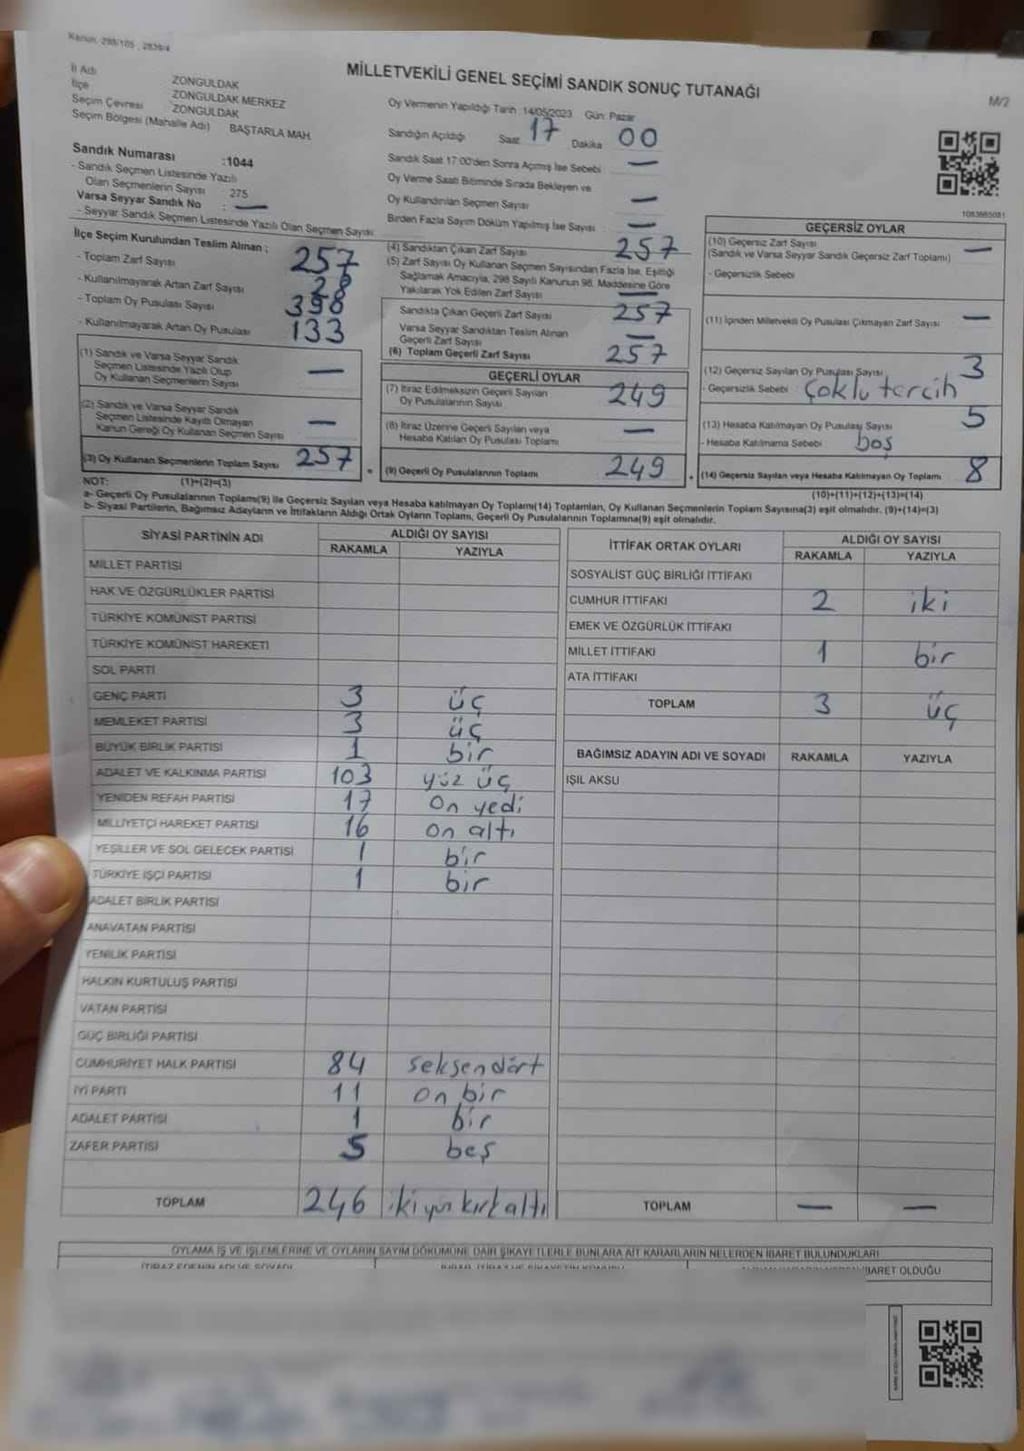 Kanun: 298/105 , 2839/4
MİLLETVEKİLİ GENEL SEÇİMİ SANDIK SONUÇ TUTANAĞI
M/2
İl Adı ZONGULDAK
İlçe ZONGULDAK MERKEZ
Seçim Çevresi ZONGULDAK
Seçim Bölgesi (Mahalle Adı) BAŞTARLA MAH
Sandık Numarası :1044
- Sandık Seçmen Listesinde Yazılı
Olan Seçmenlerin Sayısı 275
Varsa Seyyar Sandık No : —
- Seyyar Sandık Seçmen Listesinde Yazılı Olan Seçmen Sayısı:
Oy Vermenin Yapıldığı Tarih :14/05/2023 Gün: Pazar
Sandığın Açıldığı Saat 17 Dakika 00
Sandık Saat 17:00'den Sonra Açılmış İse Sebebi —
Oy Verme Saati Bitiminde Sırada Bekleyen ve
Oy Kullandırılan Seçmen Sayısı —
Birden Fazla Sayım Döküm Yapılmış İse Sayısı : —
1083665081
İlçe Seçim Kurulundan Teslim Alınan ;
- Toplam Zarf Sayısı 257
- Kullanılmayarak Artan Zarf Sayısı
- Toplam Oy Pusulası Sayısı 398
- Kullanılmayarak Artan Oy Pusulası 133
(4) Sandıktan Çıkan Zarf Sayısı 257
(5) Zarf Sayısı Oy Kullanan Seçmen Sayısından Fazla İse, Eşitliği
Sağlamak Amacıyla, 298 Sayılı Kanunun 98. Maddesine Göre
Yakılarak Yok Edilen Zarf Sayısı —
Sandıkta Çıkan Geçerli Zarf Sayısı 257
Varsa Seyyar Sandıktan Teslim Alınan
Geçerli Zarf Sayısı —
(6) Toplam Geçerli Zarf Sayısı 257
GEÇERSİZ OYLAR
(10) Geçersiz Zarf Sayısı —
(Sandık ve Varsa Seyyar Sandık Geçersiz Zarf Toplamı)
- Geçersizlik Sebebi
(11) İçinden Milletvekili Oy Pusulası Çıkmayan Zarf Sayısı —
(12) Geçersiz Sayılan Oy Pusulası Sayısı 3
- Geçersizlik Sebebi Çoklu tercih
(13) Hesaba Katılmayan Oy Pusulası Sayısı 5
- Hesaba Katılmama Sebebi boş
(14) Geçersiz Sayılan veya Hesaba Katılmayan Oy Toplamı 8
(10)+(11)+(12)+(13)=(14)
(1) Sandık ve Varsa Seyyar Sandık
Seçmen Listesinde Yazılı Olup
Oy Kullanan Seçmenlerin Sayısı —
(2) Sandık ve Varsa Seyyar Sandık
Seçmen Listesinde Kayıtlı Olmayan
Kanun Gereği Oy Kullanan Seçmen Sayısı —
(3) Oy Kullanan Seçmenlerin Toplam Sayısı 257
(1)+(2)=(3)
GEÇERLİ OYLAR
(7) İtiraz Edilmeksizin Geçerli Sayılan
Oy Pusulalarının Sayısı 249
(8) İtiraz Üzerine Geçerli Sayılan veya
Hesaba Katılan Oy Pusulası Toplamı —
(9) Geçerli Oy Pusulalarının Toplamı 249
NOT:
a- Geçerli Oy Pusulalarının Toplamı(9) ile Geçersiz Sayılan veya Hesaba katılmayan Oy Toplamı(14) Toplamları, Oy Kullanan Seçmenlerin Toplam Sayısına(3) eşit olmalıdır. (9)+(14)=(3)
b- Siyasi Partilerin, Bağımsız Adayların ve İttifakların Aldığı Ortak Oyların Toplamı, Geçerli Oy Pusulalarının Toplamına(9) eşit olmalıdır.
SİYASİ PARTİNİN ADI ALDIĞI OY SAYISI
RAKAMLA YAZIYLA
MİLLET PARTİSİ
HAK VE ÖZGÜRLÜKLER PARTİSİ
TÜRKİYE KOMÜNİST PARTİSİ
TÜRKİYE KOMÜNİST HAREKETİ
SOL PARTİ
GENÇ PARTİ 3 üç
MEMLEKET PARTİSİ 3 üç
BÜYÜK BİRLİK PARTİSİ 1 bir
ADALET VE KALKINMA PARTİSİ 103 yüz üç
YENİDEN REFAH PARTİSİ 17 on yedi
MİLLİYETÇİ HAREKET PARTİSİ 16 on altı
YEŞİLLER VE SOL GELECEK PARTİSİ 1 bir
TÜRKİYE İŞÇİ PARTİSİ 1 bir
ADALET BİRLİK PARTİSİ
ANAVATAN PARTİSİ
YENİLİK PARTİSİ
HALKIN KURTULUŞ PARTİSİ
VATAN PARTİSİ
GÜÇ BİRLİĞİ PARTİSİ
CUMHURİYET HALK PARTİSİ 84 seksendört
İYİ PARTİ 11 on bir
ADALET PARTİSİ 1 bir
ZAFER PARTİSİ 5 beş
TOPLAM 246 ikiyüz kırk altı
İTTİFAK ORTAK OYLARI ALDIĞI OY SAYISI
RAKAMLA YAZIYLA
SOSYALİST GÜÇ BİRLİĞİ İTTİFAKI
CUMHUR İTTİFAKI 2 iki
EMEK VE ÖZGÜRLÜK İTTİFAKI
MİLLET İTTİFAKI 1 bir
ATA İTTİFAKI
TOPLAM 3 üç
BAĞIMSIZ ADAYIN ADI VE SOYADI RAKAMLA YAZIYLA
IŞIL AKSU
TOPLAM — —
OYLAMA İŞ VE İŞLEMLERİNE VE OYLARIN SAYIM DÖKÜMÜNE DAİR ŞİKAYETLERLE BUNLARA AİT KARARLARIN NELERDEN İBARET BULUNDUKLARI
İTİRAZ EDENİN ADI VE SOYADI
İBARET OLDUĞU